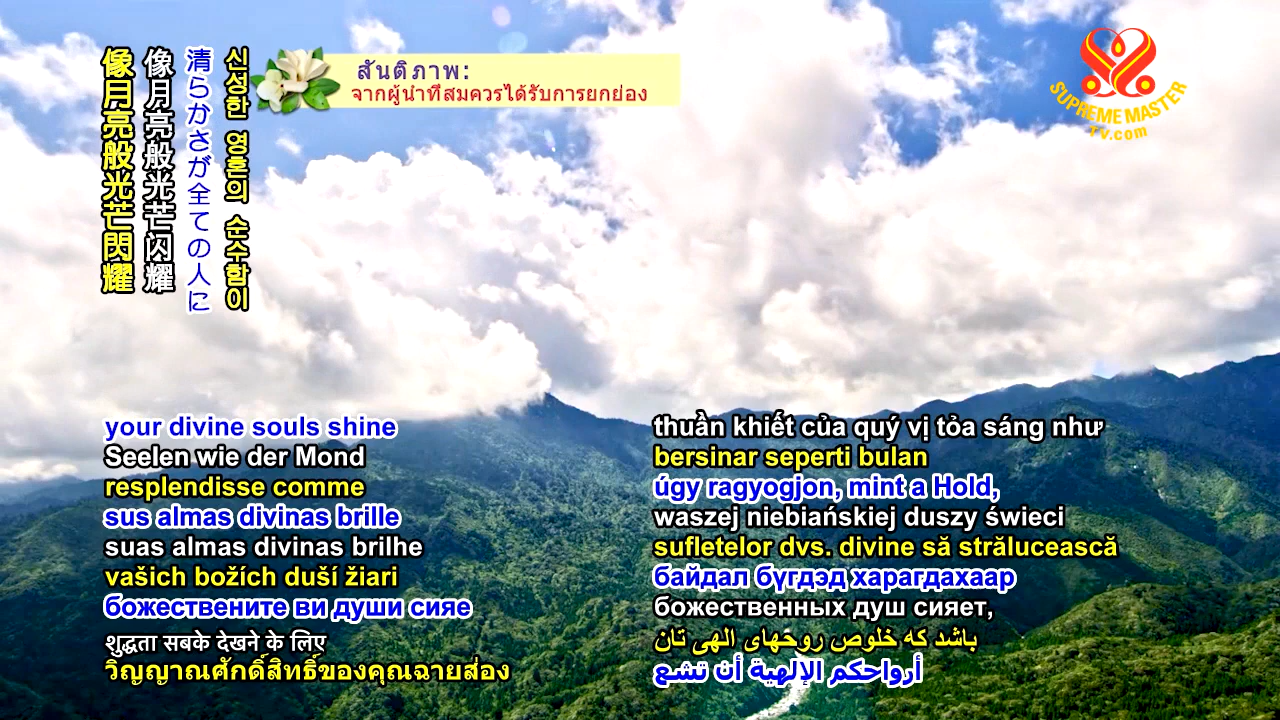 像月亮般光芒閃耀
像月亮般光芒闪耀
清らかさが全ての人に
신성한 영혼의 순수함이
สันติภาพ:
จากผู้นำที่สมควรได้รับการยกย่อง
SUPREME MASTER
TV.com
your divine souls shine
Seelen wie der Mond
resplendisse comme
sus almas divinas brille
suas almas divinas brilhe
vašich božích duší žiari
божествените ви души сияе
शुद्धता सबके देखने के लिए
วิญญาณศักดิ์สิทธิ์ของคุณฉายส่อง
thuần khiết của quý vị tỏa sáng như
bersinar seperti bulan
úgy ragyogjon, mint a Hold,
waszej niebiańskiej duszy świeci
sufletelor dvs. divine să strălucească
байдал бүгдэд харагдахаар
божественных душ сияет,
باشد که خلوص روحهای الهی تان
أرواحكم الإلهية أن تشع